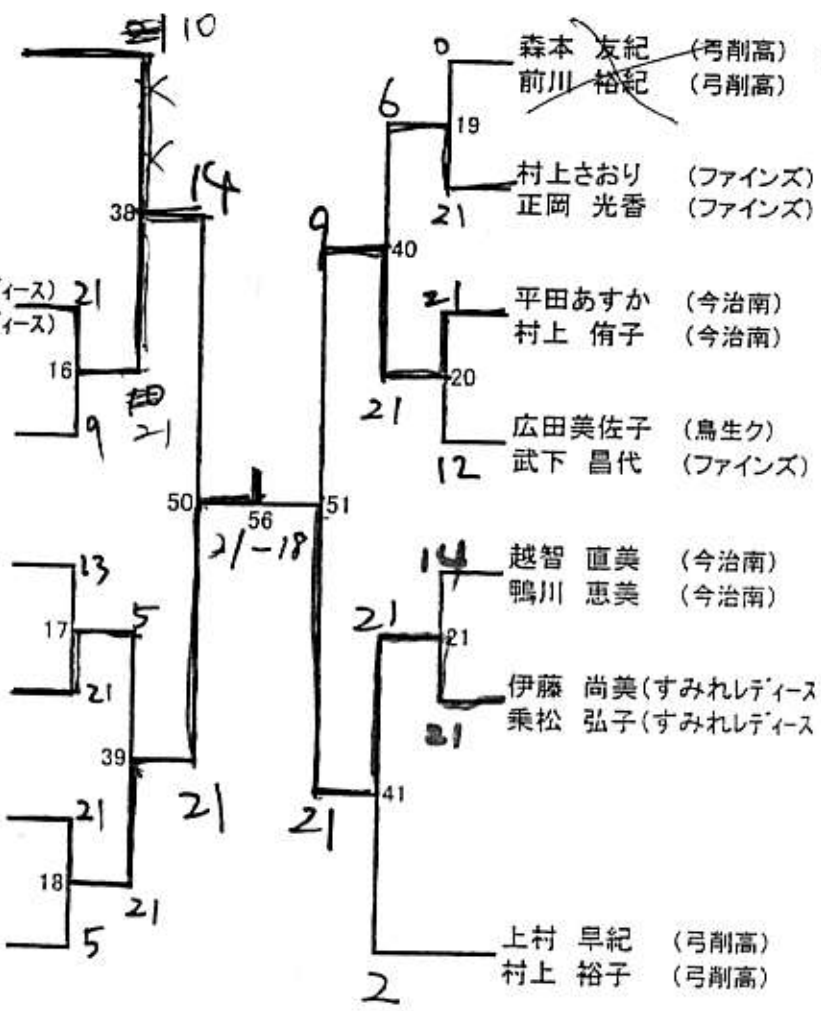 10
0
森本 友紀 (弓削高)
前川 裕紀 (弓削高)
6
19
14
村上さおり (ファインズ)
正岡 光香 (ファインズ)
38
21
9
40
ィース) 21
ィース)
21
平田あすか (今治南)
村上 侑子 (今治南)
16
20
9
21
21
12
広田美佐子 (鳥生ク)
武下 昌代 (ファインズ)
50
56
51
21-18
13
14
越智 直美 (今治南)
鴨川 恵美 (今治南)
17
5
21
21
21
伊藤 尚美(すみれレディース
乗松 弘子(すみれレディース
21
39
41
21
21
21
18
21
5
上村 早紀 (弓削高)
村上 裕子 (弓削高)
2